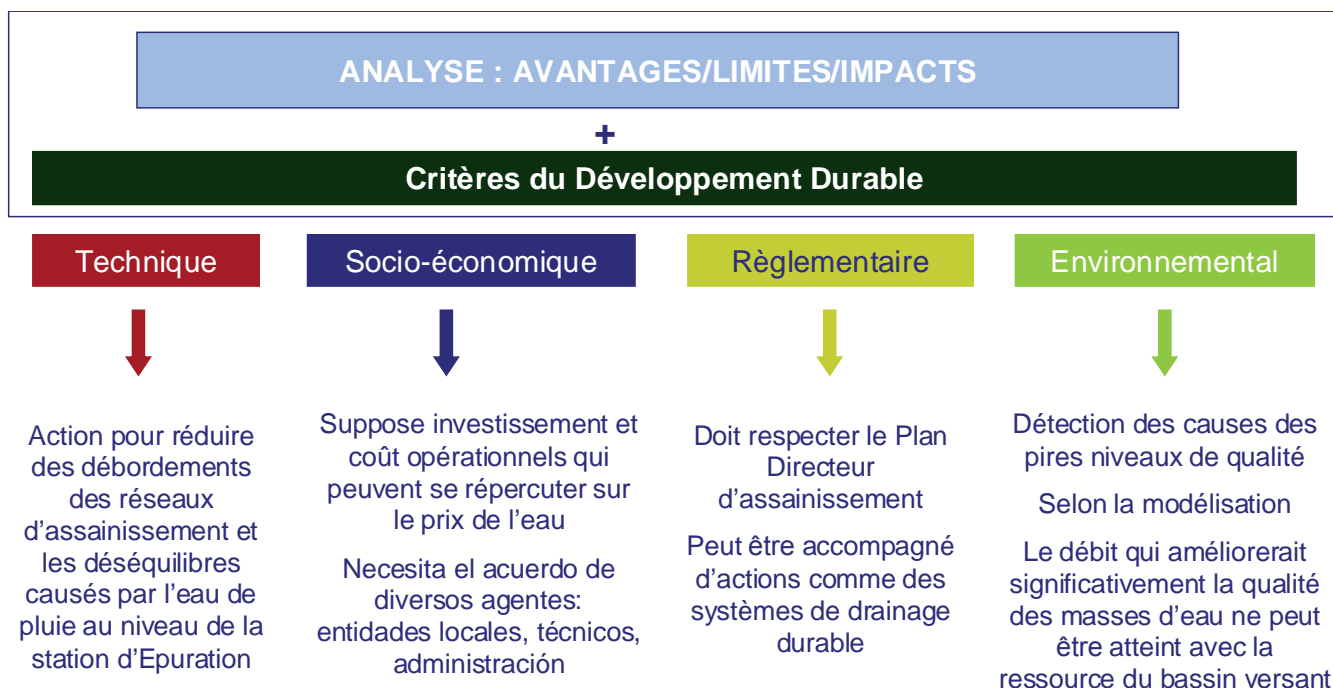 ANALYSE : AVANTAGES/LIMITES/IMPACTS
+
Critères du Développement Durable
Technique
Action pour réduire
des débordements
des réseaux
d'assainissement et
les déséquilibres
causés par l'eau de
pluie au niveau de la
station d'Epuration
Socio-économique
Suppose investissement et
coût opérationnels qui
peuvent se répercuter sur
le prix de l'eau
Necesita el acuerdo de
diversos agentes:
entidades locales, técnicos,
administración
Règlementaire
Doit respecter le Plan
Directeur
d'assainissement
Peut être accompagné
d'actions comme des
systèmes de drainage
durable
Environnemental
Détection des causes des
pires niveaux de qualité
Selon la modélisation
Le débit qui améliorerait
significativement la qualité
des masses d'eau ne peut
être atteint avec la
ressource du bassin versant